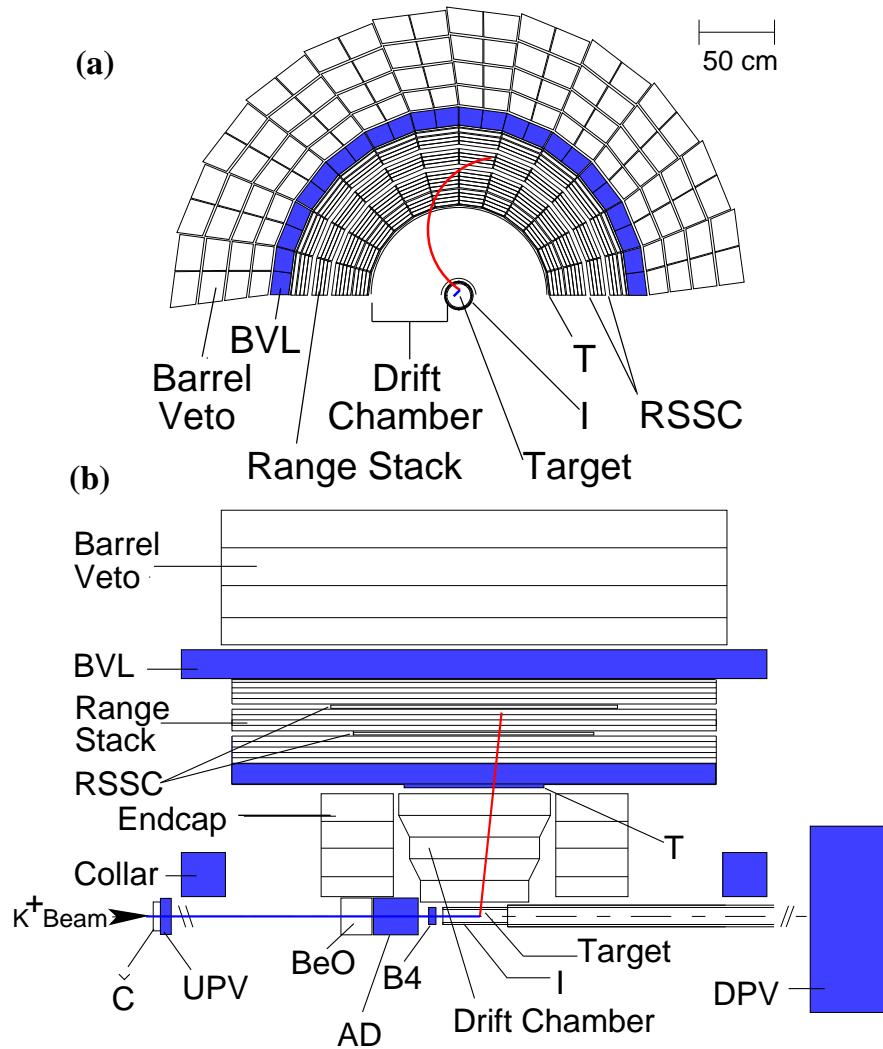 (a)
50 cm
BVL
Barrel
Veto
Drift
Chamber
T
I
RSSC
Range Stack
Target
(b)
Barrel
Veto
BVL
Range
Stack
RSSC
Endcap
T
Collar
K+ Beam
Č
UPV
BeO
AD
B4
Target
I
Drift Chamber
DPV